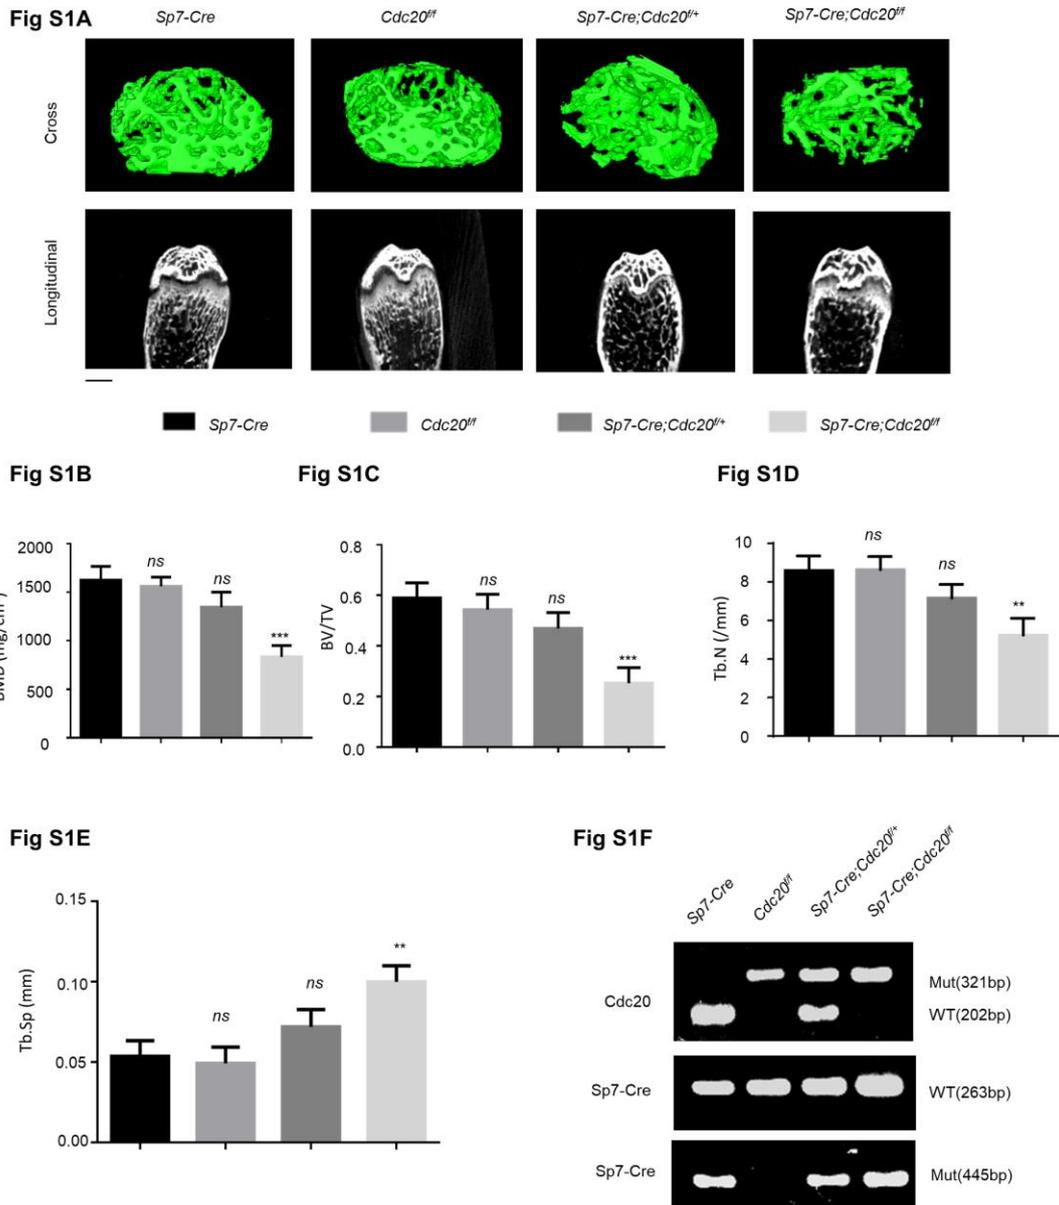 Fig S1A
Sp7-Cre Cdc20f/f Sp7-Cre;Cdc20f/+ Sp7-Cre;Cdc20f/f
Cross
Longitudinal
Sp7-Cre Cdc20f/f Sp7-Cre;Cdc20f/+ Sp7-Cre;Cdc20f/f
Fig S1B
2000
1500
1000
500
0
ns
ns
***
Fig S1C
BV/TV
0.8
0.6
0.4
0.2
0.0
ns
ns
***
Fig S1D
Tb.N (/mm)
10
8
6
4
2
0
ns
ns
**
Fig S1E
Tb.Sp (mm)
0.15
0.10
0.05
0.00
ns
ns
**
Fig S1F
Sp7-Cre
Cdc20f/f
Sp7-Cre;Cdc20f/+
Sp7-Cre;Cdc20f/f
Cdc20
Mut(321bp)
WT(202bp)
Sp7-Cre
WT(263bp)
Sp7-Cre
Mut(445bp)